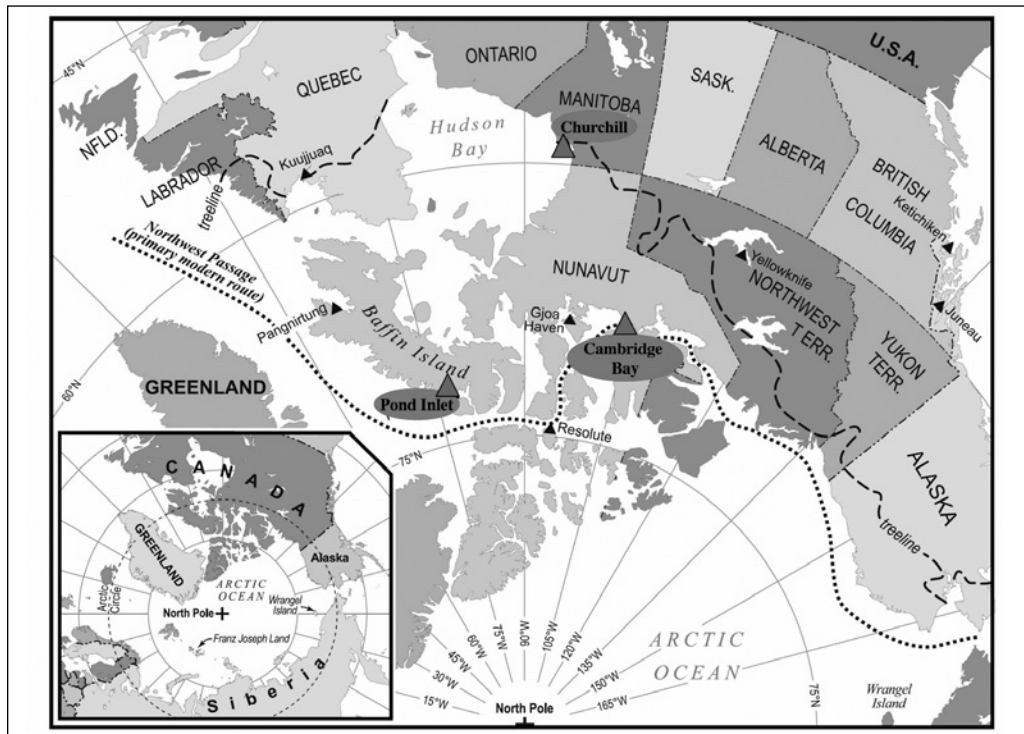 45°N
NFLD.
QUEBEC
ONTARIO
SASK.
U.S.A.
MANITOBA
Churchill
Hudson
Bay
ALBERTA
BRITISH
COLUMBIA
Ketichiken
Juneau
LABRADOR
treeline
Kuujjuaq
Northwest Passage
(primary modern route)
Pangnirtung
Baffin Island
NUNAVUT
Gjoa
Haven
Cambridge
Bay
Yellowknife
NORTHWEST
TERR.
YUKON
TERR.
60°N
GREENLAND
Pond Inlet
75°N
Resolute
ALASKA
treeline
CANADA
GREENLAND
Alaska
ARCTIC
OCEAN
Arctic
Circle
North Pole
Wrangel
Island
Franz Joseph Land
Siberia
15°W
30°W
45°W
60°W
75°W
90°W
105°W
120°W
135°W
150°W
165°W
North Pole
ARCTIC
OCEAN
75°N
Wrangel
Island